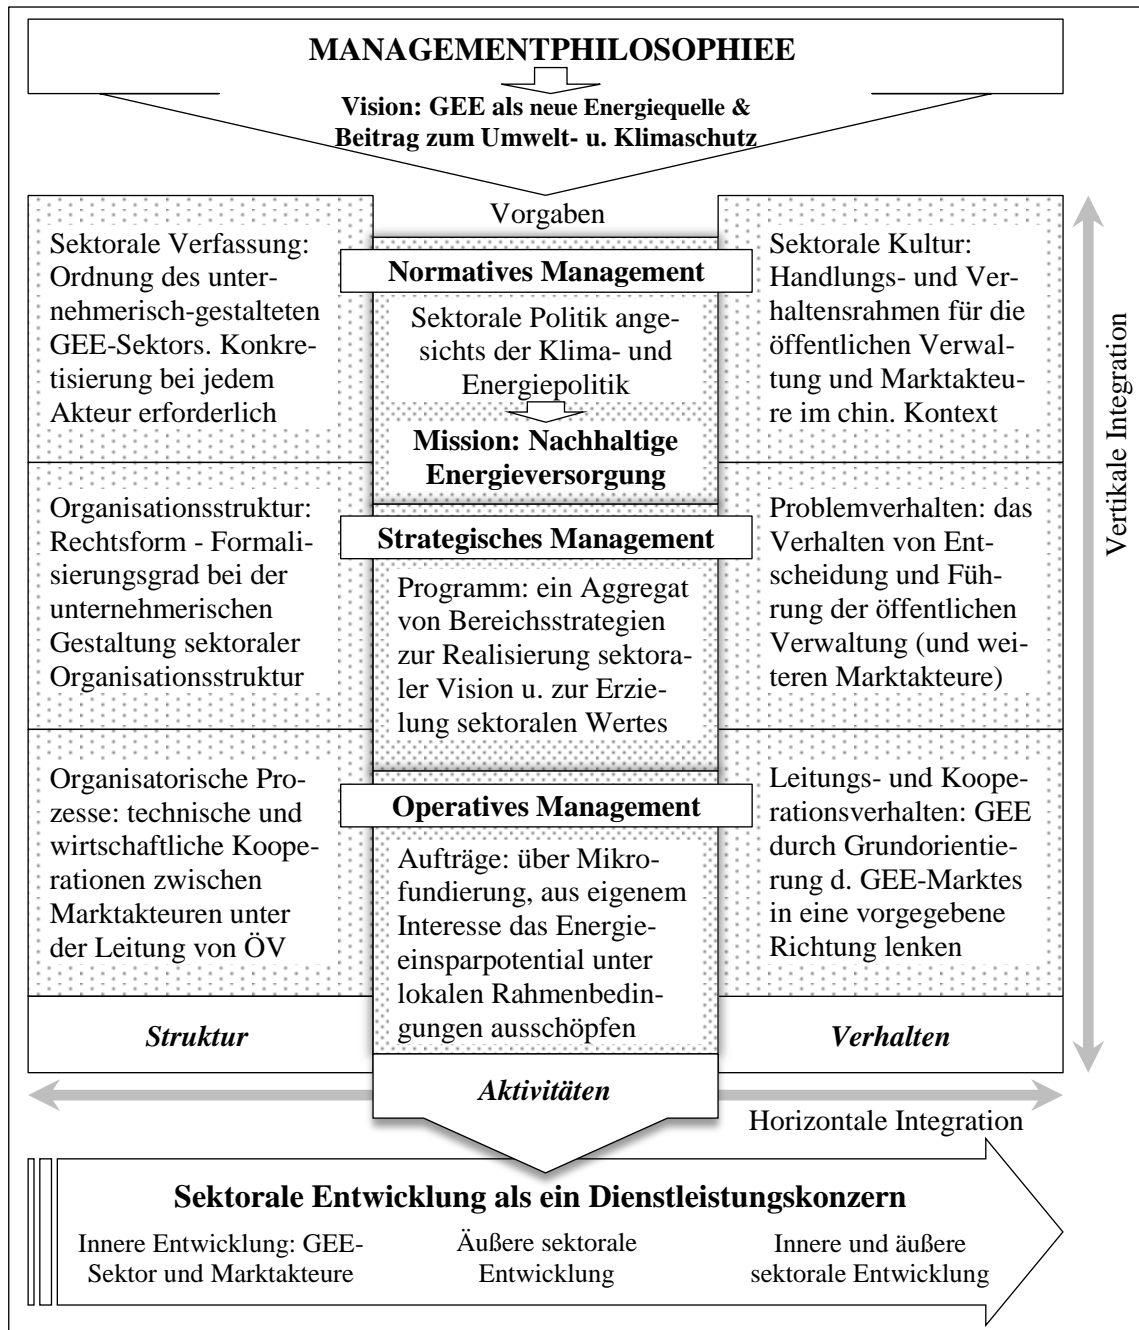 MANAGEMENTPHILOSOPHIEE
Vision: GEE als neue Energiequelle &
Beitrag zum Umwelt- u. Klimaschutz
Vorgaben
Sektorale Verfassung:
Ordnung des unter-
nehmerisch-gestalteten
GEE-Sektors. Konkre-
tisierung bei jedem
Akteur erforderlich
Normatives Management
Sektorale Politik ange-
sichts der Klima- und
Energiepolitik
Mission: Nachhaltige
Energieversorgung
Sektorale Kultur:
Handlungs- und Ver-
haltensrahmen für die
öffentlichen Verwal-
tung und Marktakteu-
re im chin. Kontext
Organisationsstruktur:
Rechtsform - Formali-
sierungsgrad bei der
unternehmerischen
Gestaltung sektoraler
Organisationsstruktur
Strategisches Management
Programm: ein Aggregat
von Bereichsstrategien
zur Realisierung sektora-
ler Vision u. zur Erzie-
lung sektoralen Wertes
Problemverhalten: das
Verhalten von Ent-
scheidung und Füh-
rung der öffentlichen
Verwaltung (und wei-
teren Marktakteure)
Organisatorische Pro-
zesse: technische und
wirtschaftliche Koope-
rationen zwischen
Marktakteuren unter
der Leitung von ÖV
Operatives Management
Aufträge: über Mikro-
fundierung, aus eigenem
Interesse das Energie-
einsparpotential unter
lokalen Rahmenbedin-
gungen ausschöpfen
Leitungs- und Koope-
rationsverhalten: GEE
durch Grundorientie-
rung d. GEE-Marktes
in eine vorgegebene
Richtung lenken
Struktur
Aktivitäten
Verhalten
Vertikale Integration
Horizontale Integration
Sektorale Entwicklung als ein Dienstleistungskonzern
Innere Entwicklung: GEE-
Sektor und Marktakteure
Äußere sektorale
Entwicklung
Innere und äußere
sektorale Entwicklung